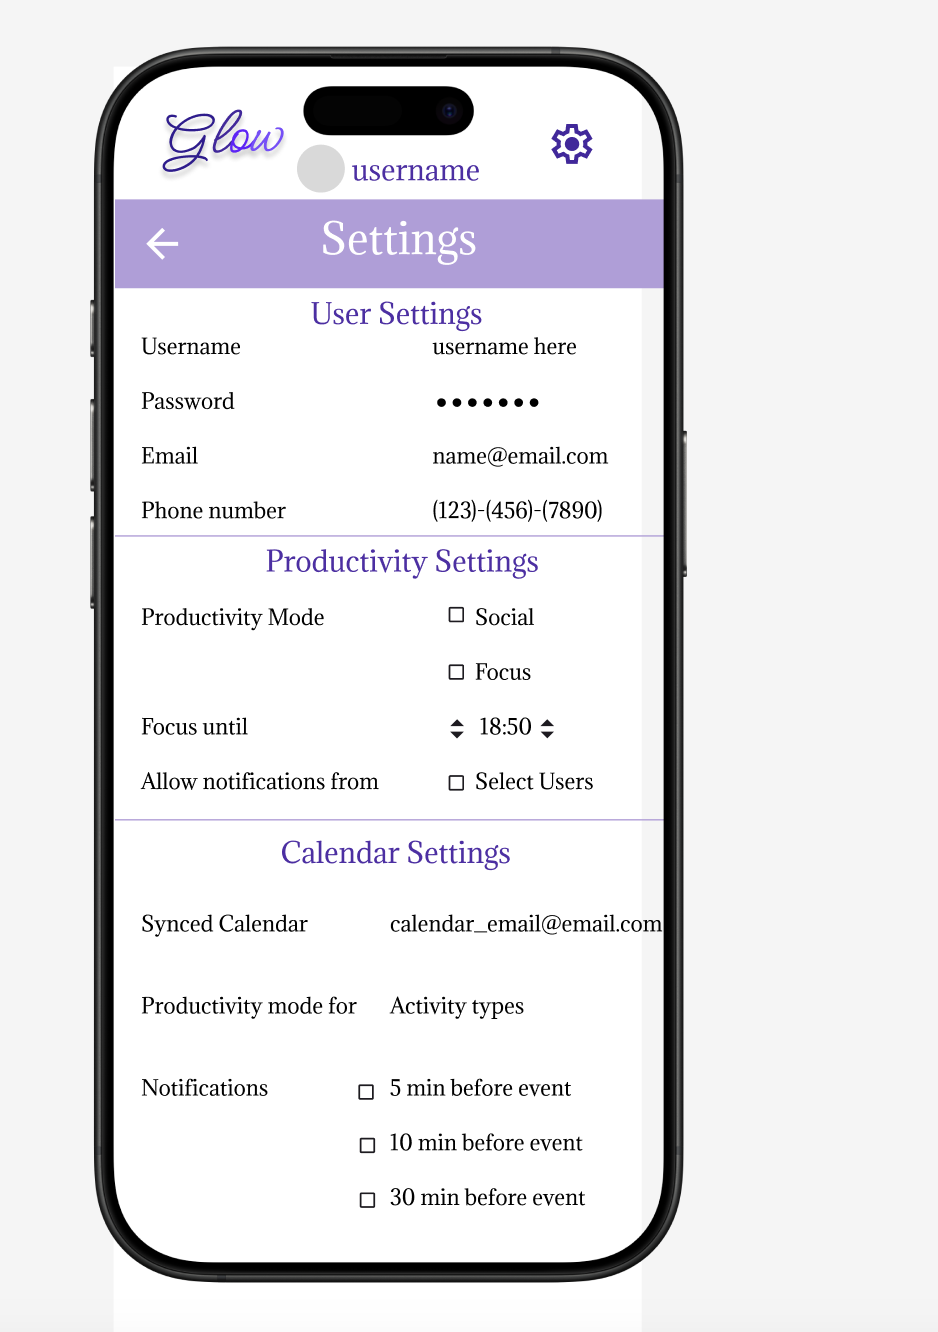 Glow
username
Settings
User Settings
Username username here
Password •••••••
Email name@email.com
Phone number (123)-(456)-(7890)
Productivity Settings
Productivity Mode Social
Focus
Focus until 18:50
Allow notifications from Select Users
Calendar Settings
Synced Calendar calendar_email@email.com
Productivity mode for Activity types
Notifications 5 min before event
10 min before event
30 min before event